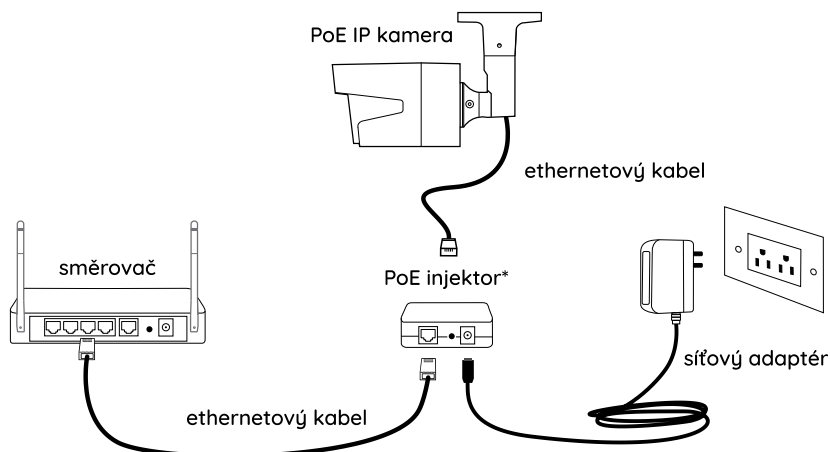 PoE IP kamera
ethernetový kabel
směrovač
PoE injektor*
síťový adaptér
ethernetový kabel